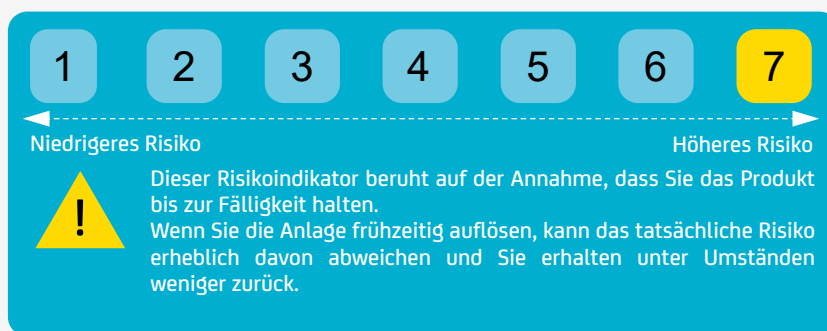 1 2 3 4 5 6 7
Niedrigeres Risiko Höheres Risiko
!
Dieser Risikoindikator beruht auf der Annahme, dass Sie das Produkt
bis zur Fälligkeit halten.
Wenn Sie die Anlage frühzeitig auflösen, kann das tatsächliche Risiko
erheblich davon abweichen und Sie erhalten unter Umständen
weniger zurück.